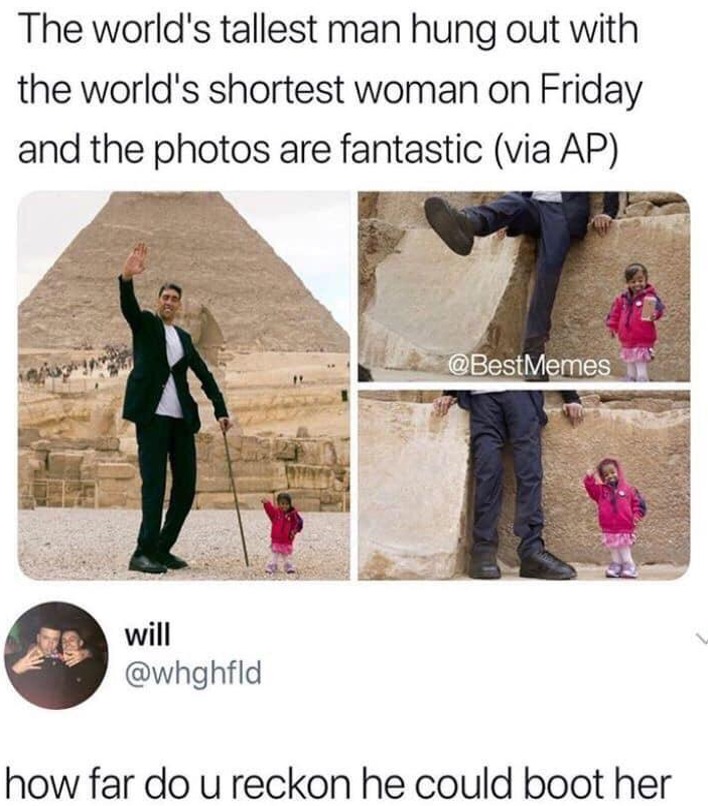 The world's tallest man hung out with
the world's shortest woman on Friday
and the photos are fantastic (via AP)
@BestMemes
will
@whghfld
how far do u reckon he could boot her